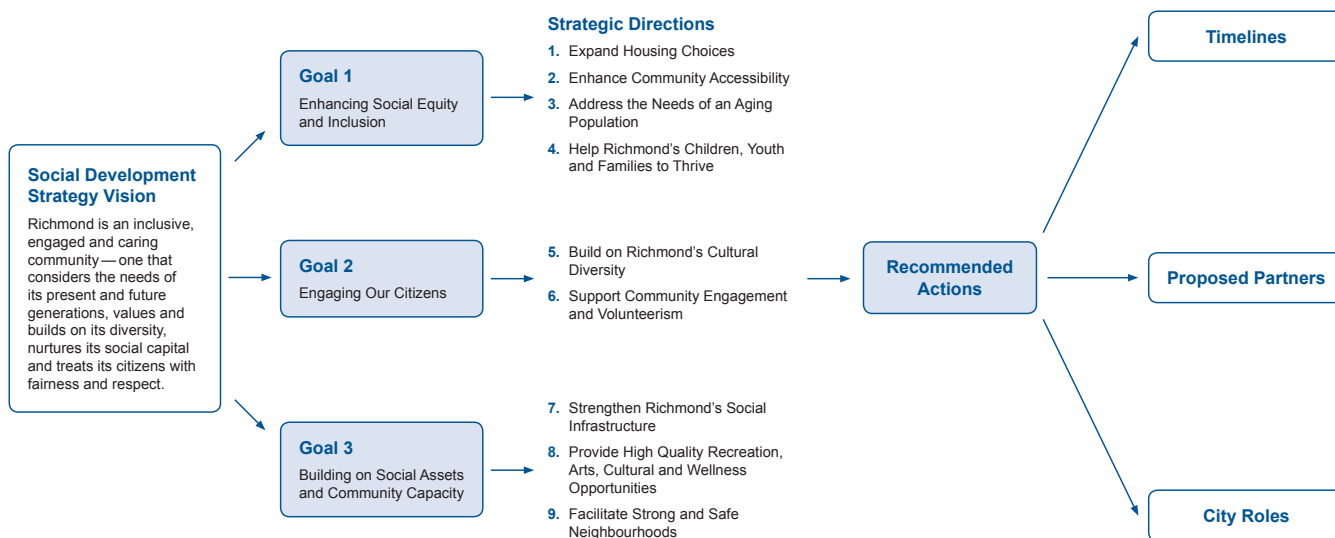 Social Development
Strategy Vision
Richmond is an inclusive,
engaged and caring
community — one that
considers the needs of
its present and future
generations, values and
builds on its diversity,
nurtures its social capital
and treats its citizens with
fairness and respect.
Goal 1
Enhancing Social Equity
and Inclusion
Goal 2
Engaging Our Citizens
Goal 3
Building on Social Assets
and Community Capacity
Strategic Directions
1. Expand Housing Choices
2. Enhance Community Accessibility
3. Address the Needs of an Aging
Population
4. Help Richmond's Children, Youth
and Families to Thrive
5. Build on Richmond's Cultural
Diversity
6. Support Community Engagement
and Volunteerism
7. Strengthen Richmond's Social
Infrastructure
8. Provide High Quality Recreation,
Arts, Cultural and Wellness
Opportunities
9. Facilitate Strong and Safe
Neighbourhoods
Recommended
Actions
Timelines
Proposed Partners
City Roles